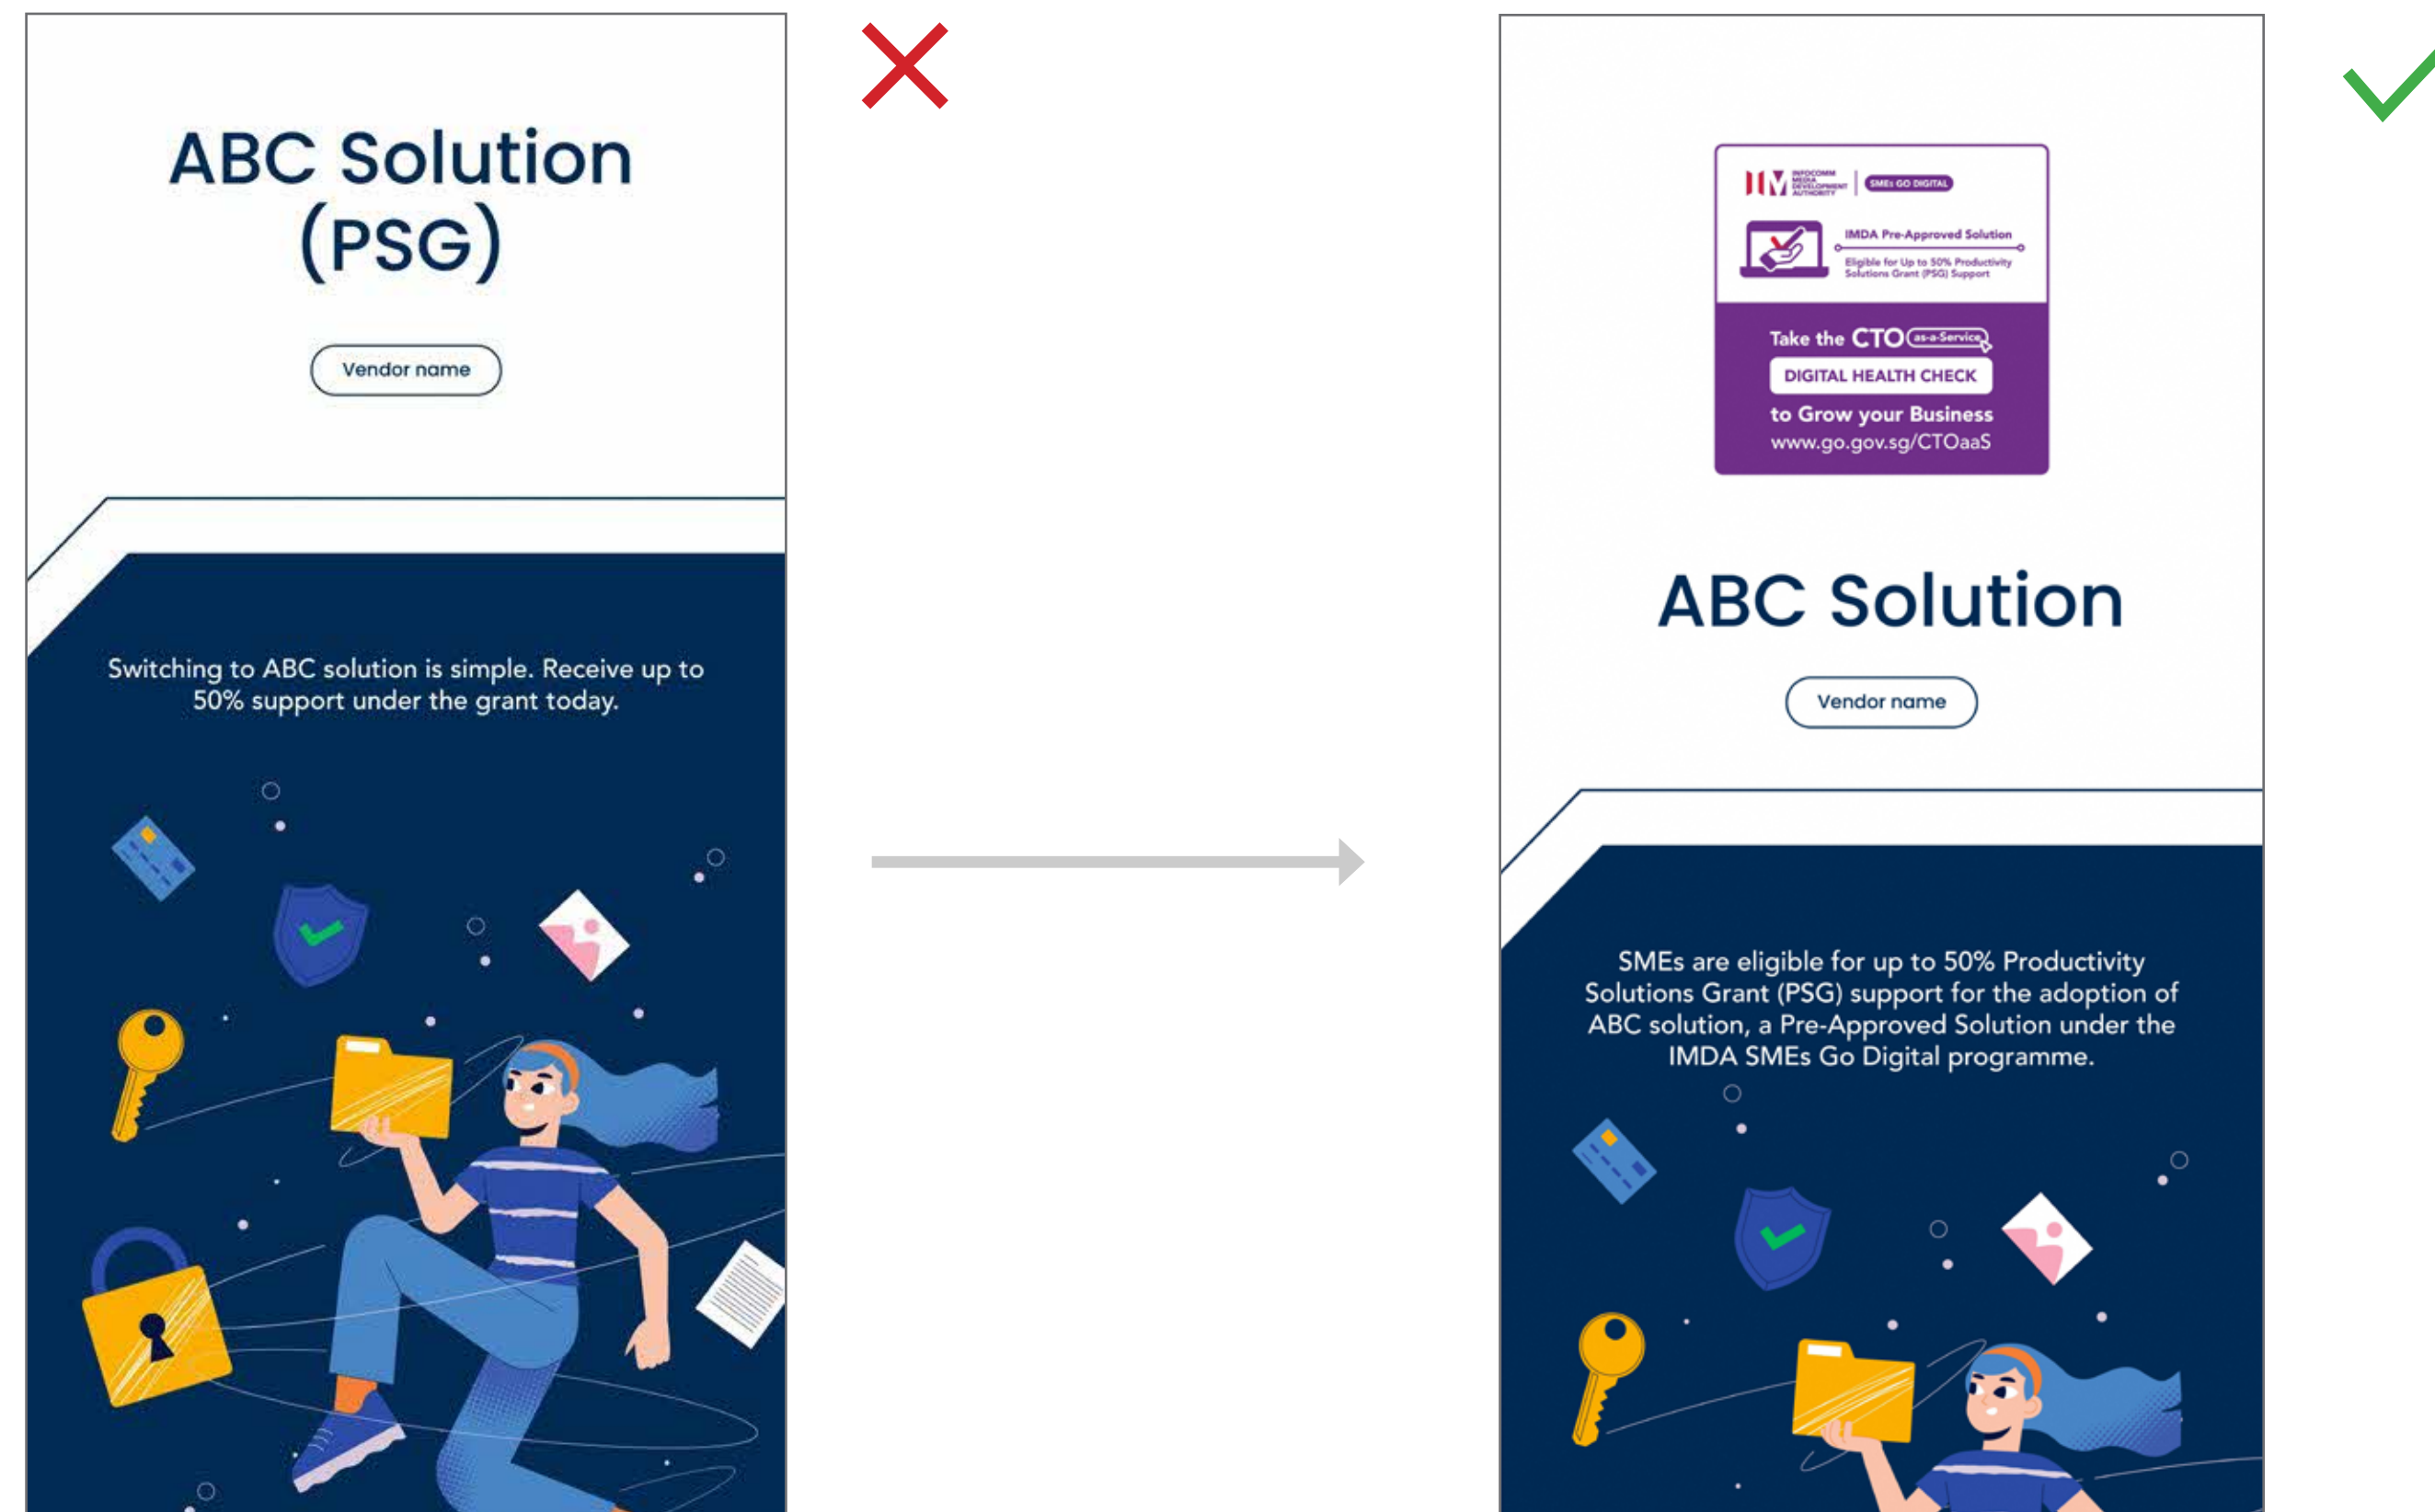 ABC Solution
(PSG)
Vendor name
Switching to ABC solution is simple. Receive up to
50% support under the grant today.
INFOCOMM
MEDIA
DEVELOPMENT
AUTHORITY
SMEs GO DIGITAL
IMDA Pre-Approved Solution
Eligible for Up to 50% Productivity
Solutions Grant (PSG) Support
Take the CTO as-a-Service
DIGITAL HEALTH CHECK
to Grow your Business
www.go.gov.sg/CTOaaS
ABC Solution
Vendor name
SMEs are eligible for up to 50% Productivity
Solutions Grant (PSG) support for the adoption of
ABC solution, a Pre-Approved Solution under the
IMDA SMEs Go Digital programme.